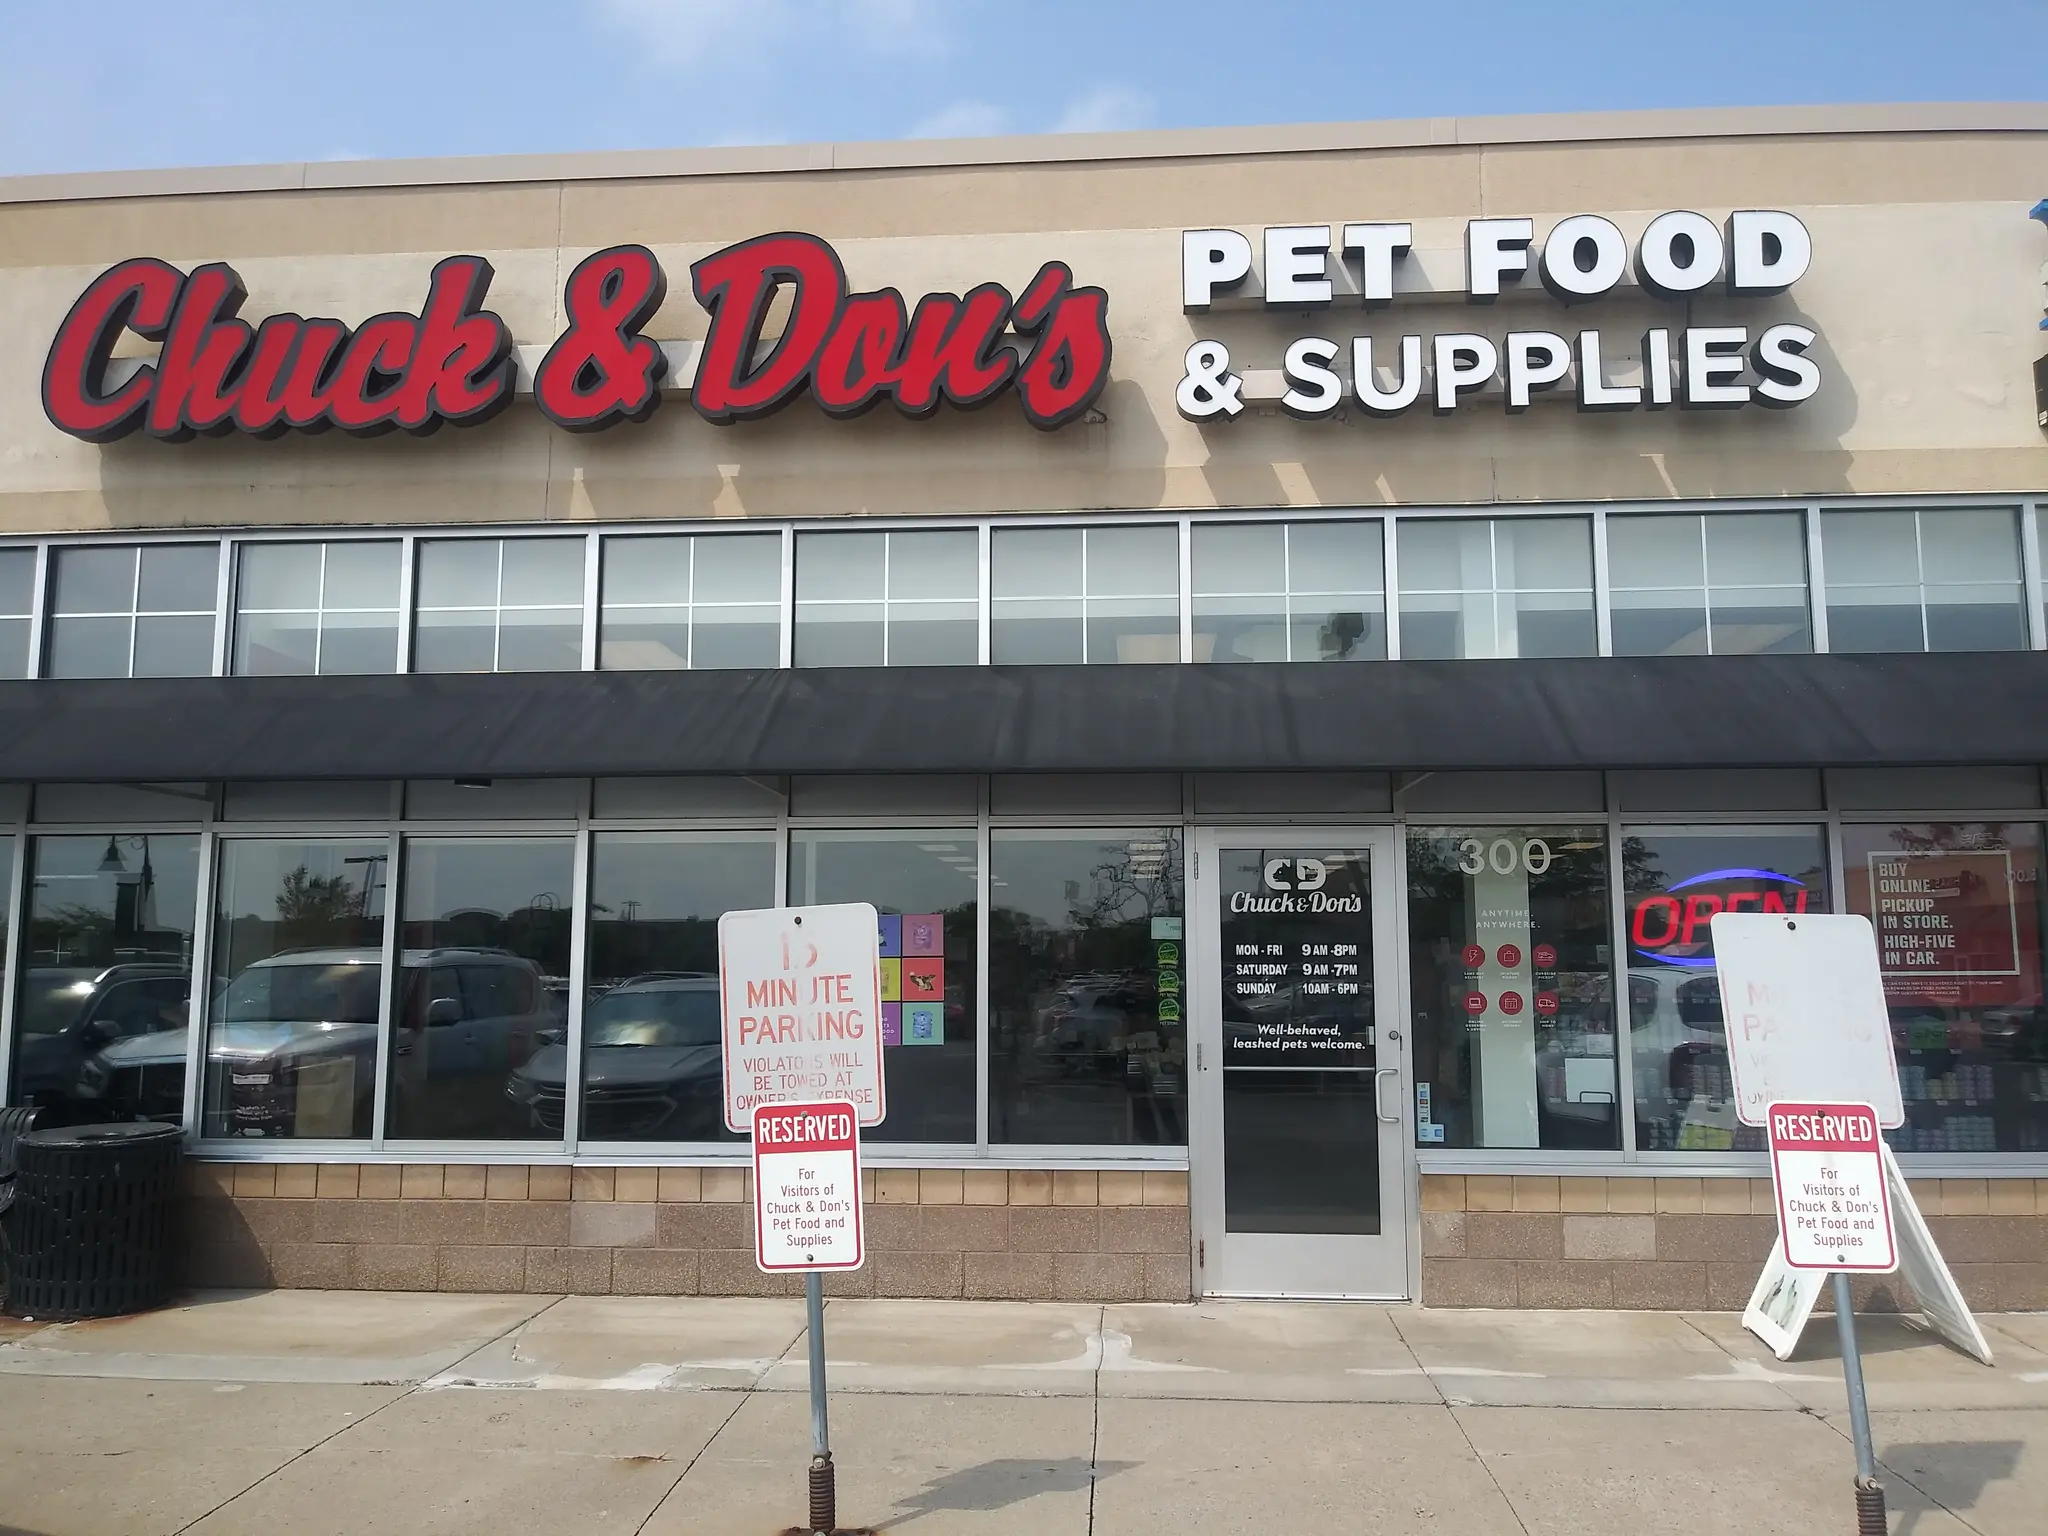 Chuck & Don's
PET FOOD
& SUPPLIES
300
CD
Chuck & Don's
MON - FRI 9 AM - 8PM
SATURDAY 9 AM - 7PM
SUNDAY 10AM - 6PM
Well-behaved,
leashed pets welcome.
ANYTIME.
ANYWHERE.
OPEN
BUY
ONLINE.
PICKUP
IN STORE.
HIGH-FIVE
IN CAR.
15
MINUTE
PARKING
VIOLATORS WILL
BE TOWED AT
OWNER'S EXPENSE
RESERVED
For
Visitors of
Chuck & Don's
Pet Food and
Supplies
RESERVED
For
Visitors of
Chuck & Don's
Pet Food and
Supplies